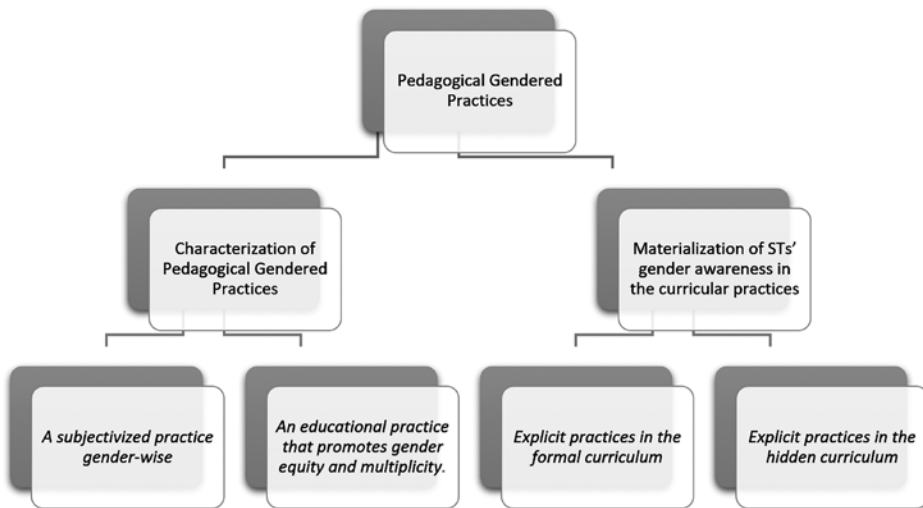 Pedagogical Gendered
Practices
Characterization of
Pedagogical Gendered
Practices
Materialization of STs'
gender awareness in
the curricular practices
A subjectivized practice
gender-wise
An educational practice
that promotes gender
equity and multiplicity.
Explicit practices in the
formal curriculum
Explicit practices in the
hidden curriculum